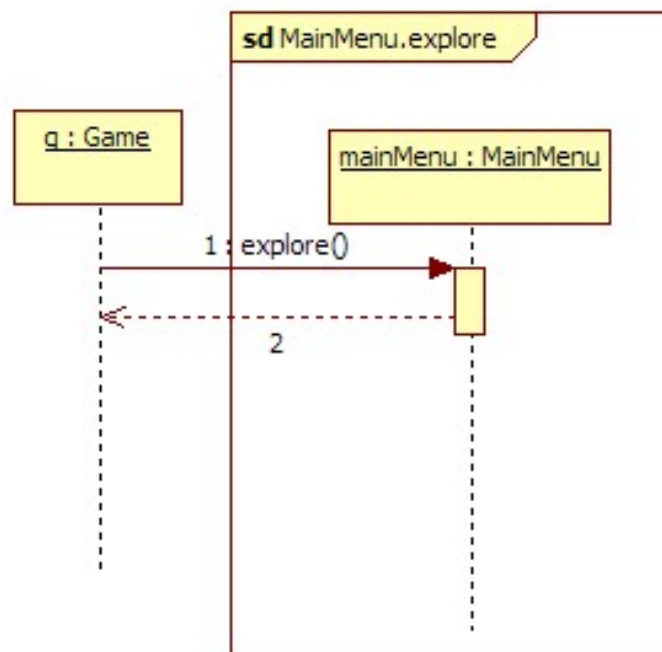 sd MainMenu.explore
g : Game
mainMenu : MainMenu
1 : explore()
2